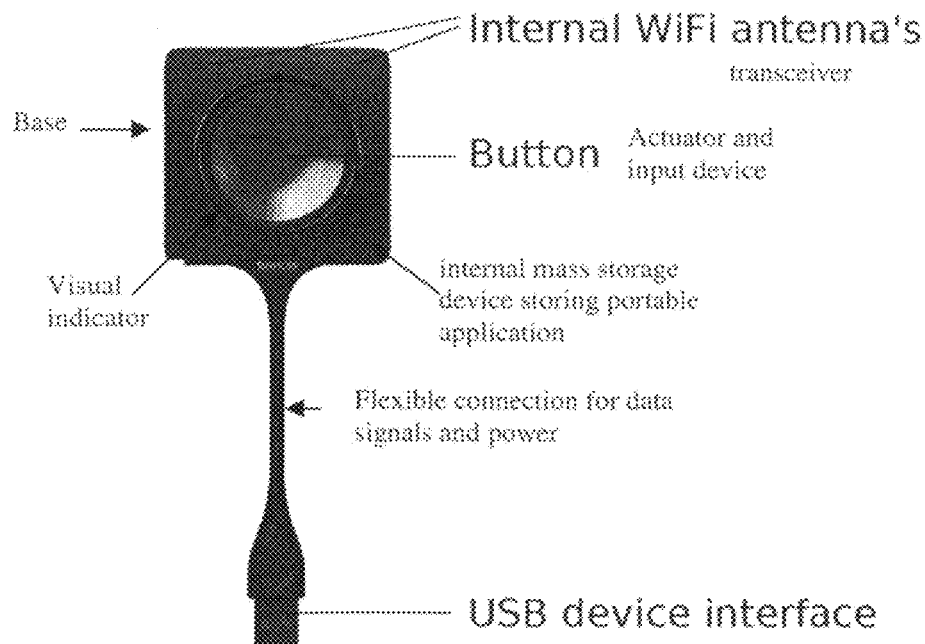 Internal WiFi antenna's
transceiver
Base
Button
Actuator and
input device
Visual
indicator
internal mass storage
device storing portable
application
Flexible connection for data
signals and power
USB device interface